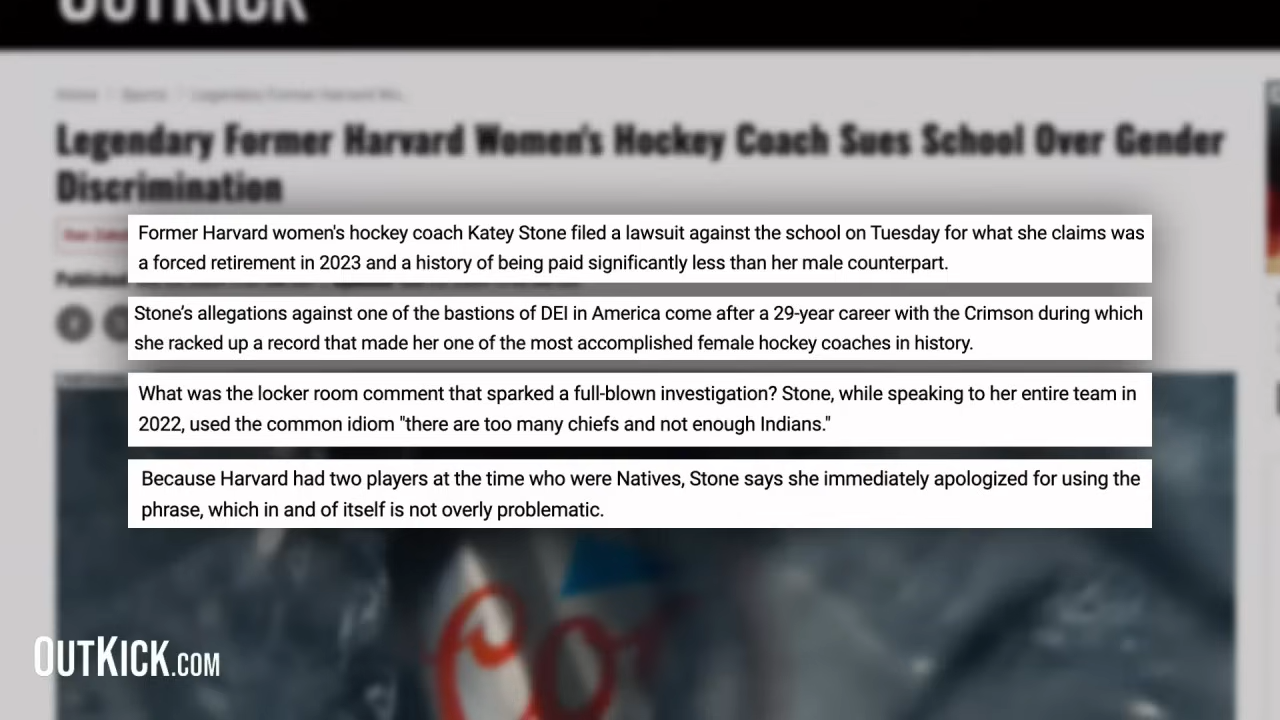 OUTKICK
Home Sports Legendary Former Harvard Wo...
Legendary Former Harvard Women's Hockey Coach Sues School Over Gender
Discrimination
Former Harvard women's hockey coach Katey Stone filed a lawsuit against the school on Tuesday for what she claims was
a forced retirement in 2023 and a history of being paid significantly less than her male counterpart.
Published
Stone’s allegations against one of the bastions of DEI in America come after a 29-year career with the Crimson during which
she racked up a record that made her one of the most accomplished female hockey coaches in history.
What was the locker room comment that sparked a full-blown investigation? Stone, while speaking to her entire team in
2022, used the common idiom "there are too many chiefs and not enough Indians."
Because Harvard had two players at the time who were Natives, Stone says she immediately apologized for using the
phrase, which in and of itself is not overly problematic.
OUTKICK.COM